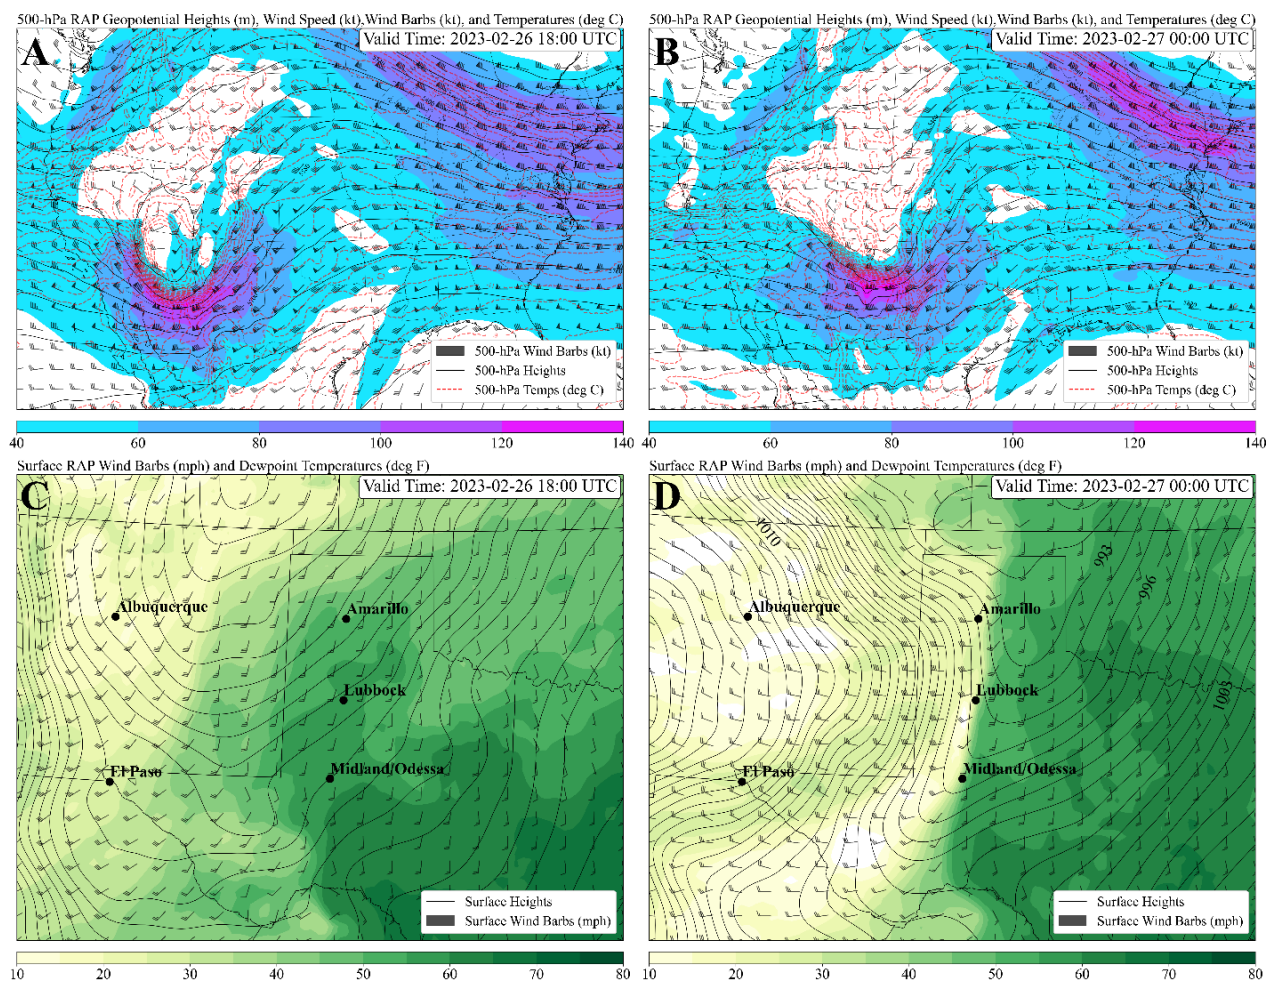 500-hPa RAP Geopotential Heights (m), Wind Speed (kt),Wind Barbs (kt), and Temperatures (deg C)
A
Valid Time: 2023-02-26 18:00 UTC
500-hPa Wind Barbs (kt)
500-hPa Heights
500-hPa Temps (deg C)
40 60 80 100 120 140
500-hPa RAP Geopotential Heights (m), Wind Speed (kt),Wind Barbs (kt), and Temperatures (deg C)
B
Valid Time: 2023-02-27 00:00 UTC
500-hPa Wind Barbs (kt)
500-hPa Heights
500-hPa Temps (deg C)
40 60 80 100 120 140
Surface RAP Wind Barbs (mph) and Dewpoint Temperatures (deg F)
C
Valid Time: 2023-02-26 18:00 UTC
Albuquerque
Amarillo
Lubbock
El Paso
Midland/Odessa
Surface Heights
Surface Wind Barbs (mph)
10 20 30 40 50 60 70 80
Surface RAP Wind Barbs (mph) and Dewpoint Temperatures (deg F)
D
Valid Time: 2023-02-27 00:00 UTC
1010
993
996
Albuquerque
Amarillo
Lubbock
1003
El Paso
Midland/Odessa
Surface Heights
Surface Wind Barbs (mph)
10 20 30 40 50 60 70 80